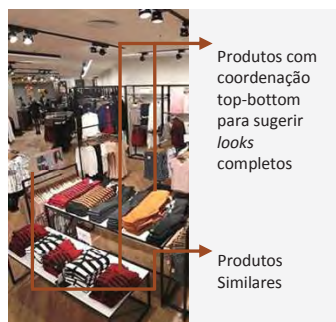 Produtos com
coordenação
top-bottom
para sugerir
looks
completos
Produtos
Similares